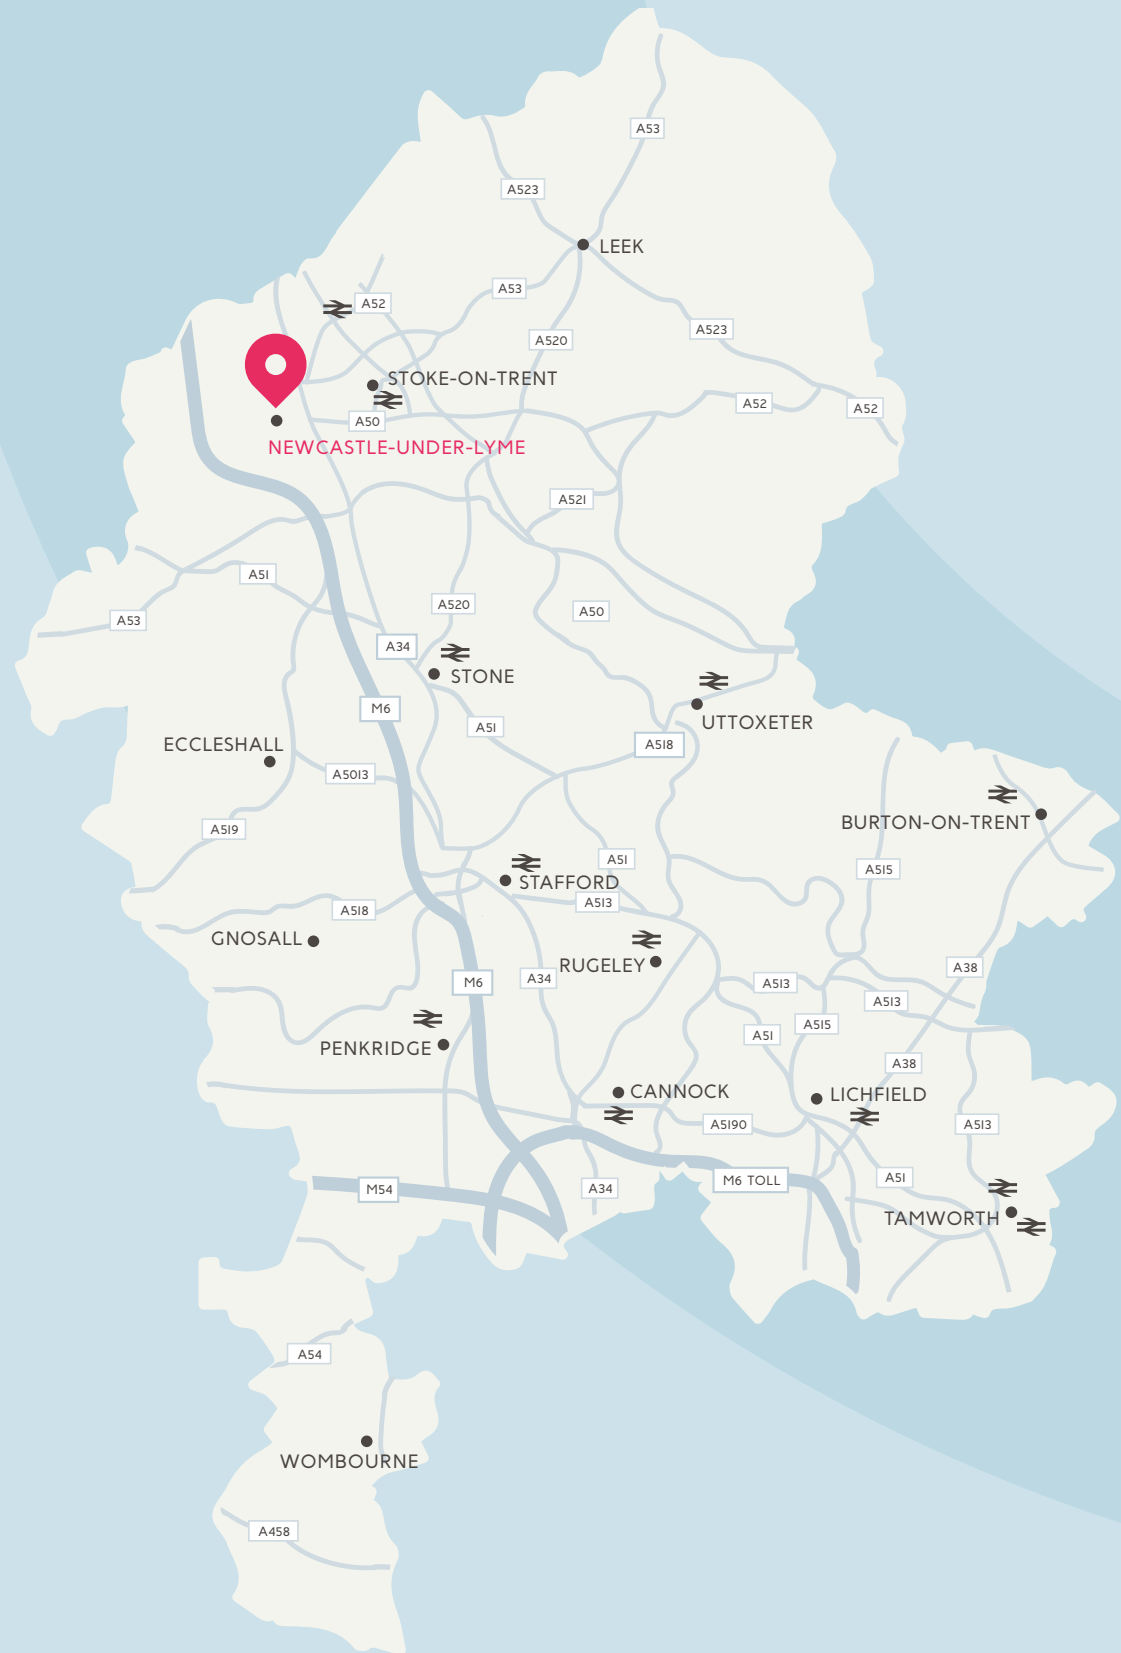 A53
A523
LEEK
A53
A52
A523
A520
STOKE-ON-TRENT
A52
A52
A50
NEWCASTLE-UNDER-LYME
A521
A51
A520
A50
A53
A34
STONE
M6
UTTOXETER
A51
ECCLESHALL
A518
A5013
BURTON-ON-TRENT
A519
A51
A515
STAFFORD
A513
A518
GNOSALL
RUGELEY
A38
A34
M6
A513
A513
A515
A51
PENKRIDGE
A38
CANNOCK
LICHFIELD
A5190
A513
A51
M6 TOLL
A34
M54
TAMWORTH
A54
WOMBOURNE
A458